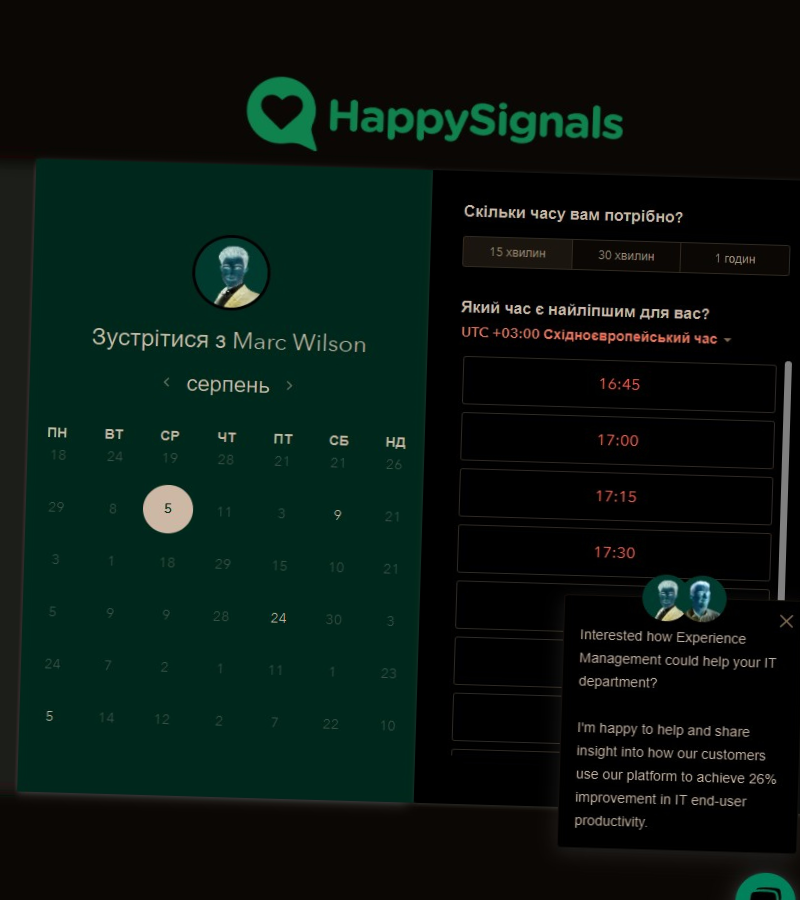 HappySignals
Зустрітися з Marc Wilson
серпень
ПН ВТ СР ЧТ ПТ СБ НД
18 24 19 28 21 21 26
29 8 5 11 3 9 21
3 1 18 29 15 10 21
5 9 9 28 24 30 3
24 7 2 1 11 1 23
5 14 12 2 7 22 10
Скільки часу вам потрібно?
15 хвилин 30 хвилин 1 годин
Який час є найліпшим для вас?
UTC +03:00 Східноєвропейський час
16:45
17:00
17:15
17:30
Interested how Experience
Management could help your IT
department?
I'm happy to help and share
insight into how our customers
use our platform to achieve 26%
improvement in IT end-user
productivity.